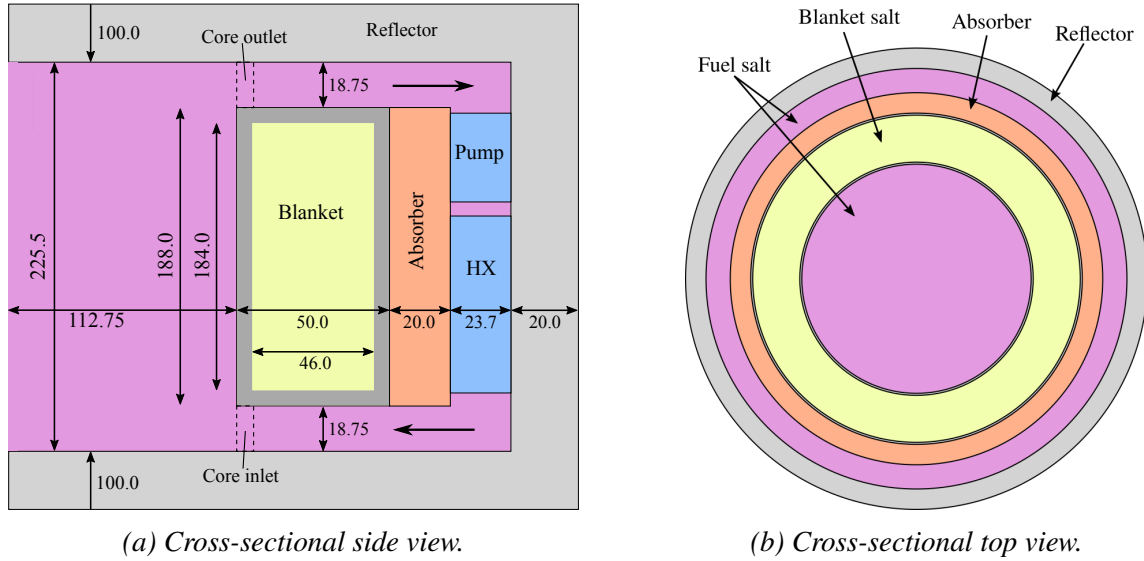 100.0
Core outlet
Reflector
18.75
Pump
225.5
188.0
184.0
Blanket
Absorber
HX
112.75
50.0
20.0
23.7
20.0
46.0
18.75
Core inlet
100.0
(a) Cross-sectional side view.
Blanket salt
Absorber
Reflector
Fuel salt
(b) Cross-sectional top view.